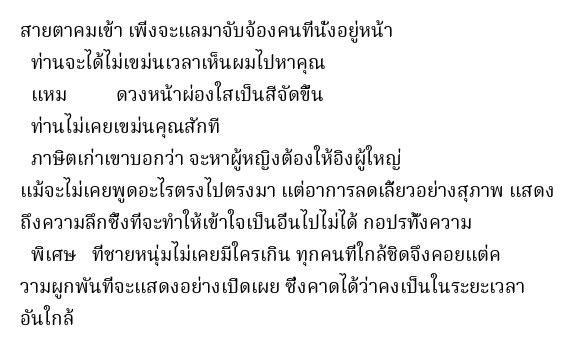 สายตาคมเข้า เพิ่งจะแลมาจับจ้องคนที่นั่งอยู่หน้า
ท่านจะได้ไม่เขม่นเวลาเห็นผมไปหาคุณ
แหม ดวงหน้าผ่องใสเป็นสีจัดขึ้น
ท่านไม่เคยเขม่นคุณสักที
ภาษิตเก่าเขาบอกว่า จะหาผู้หญิงต้องให้อิงผู้ใหญ่
แม้จะไม่เคยพูดอะไรตรงไปตรงมา แต่อาการลดเลี้ยวอย่างสุภาพ แสดง
ถึงความลึกซึ้งที่จะทำให้เข้าใจเป็นอื่นไปไม่ได้ กอปรทั้งความ
พิเศษ ที่ชายหนุ่มไม่เคยมีใครเกิน ทุกคนที่ใกล้ชิดจึงคอยแต่ค
วามผูกพันที่จะแสดงอย่างเปิดเผย ซึ่งคาดได้ว่าคงเป็นในระยะเวลา
อันใกล้